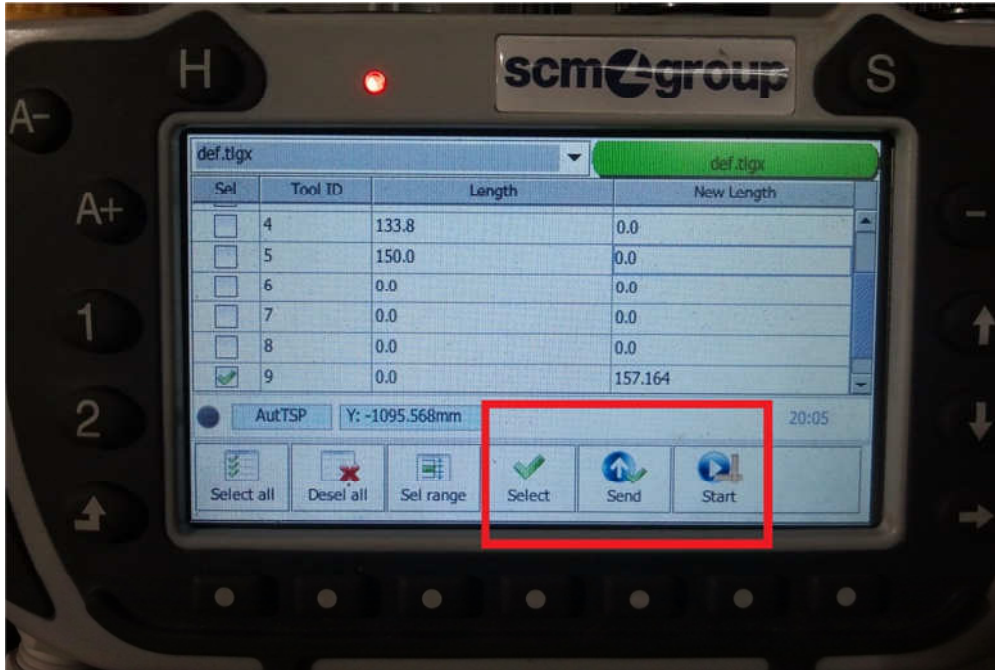 H
scm group
S
A-
def.tlgx
def.tlgx
Sel Tool ID Length New Length
A+
-
4 133.8 0.0
5 150.0 0.0
6 0.0 0.0
1
7 0.0 0.0
8 0.0 0.0
9 0.0 157.164
2
AutTSP Y: -1095.568mm 20:05
Select all Desel all Sel range Select Send Start